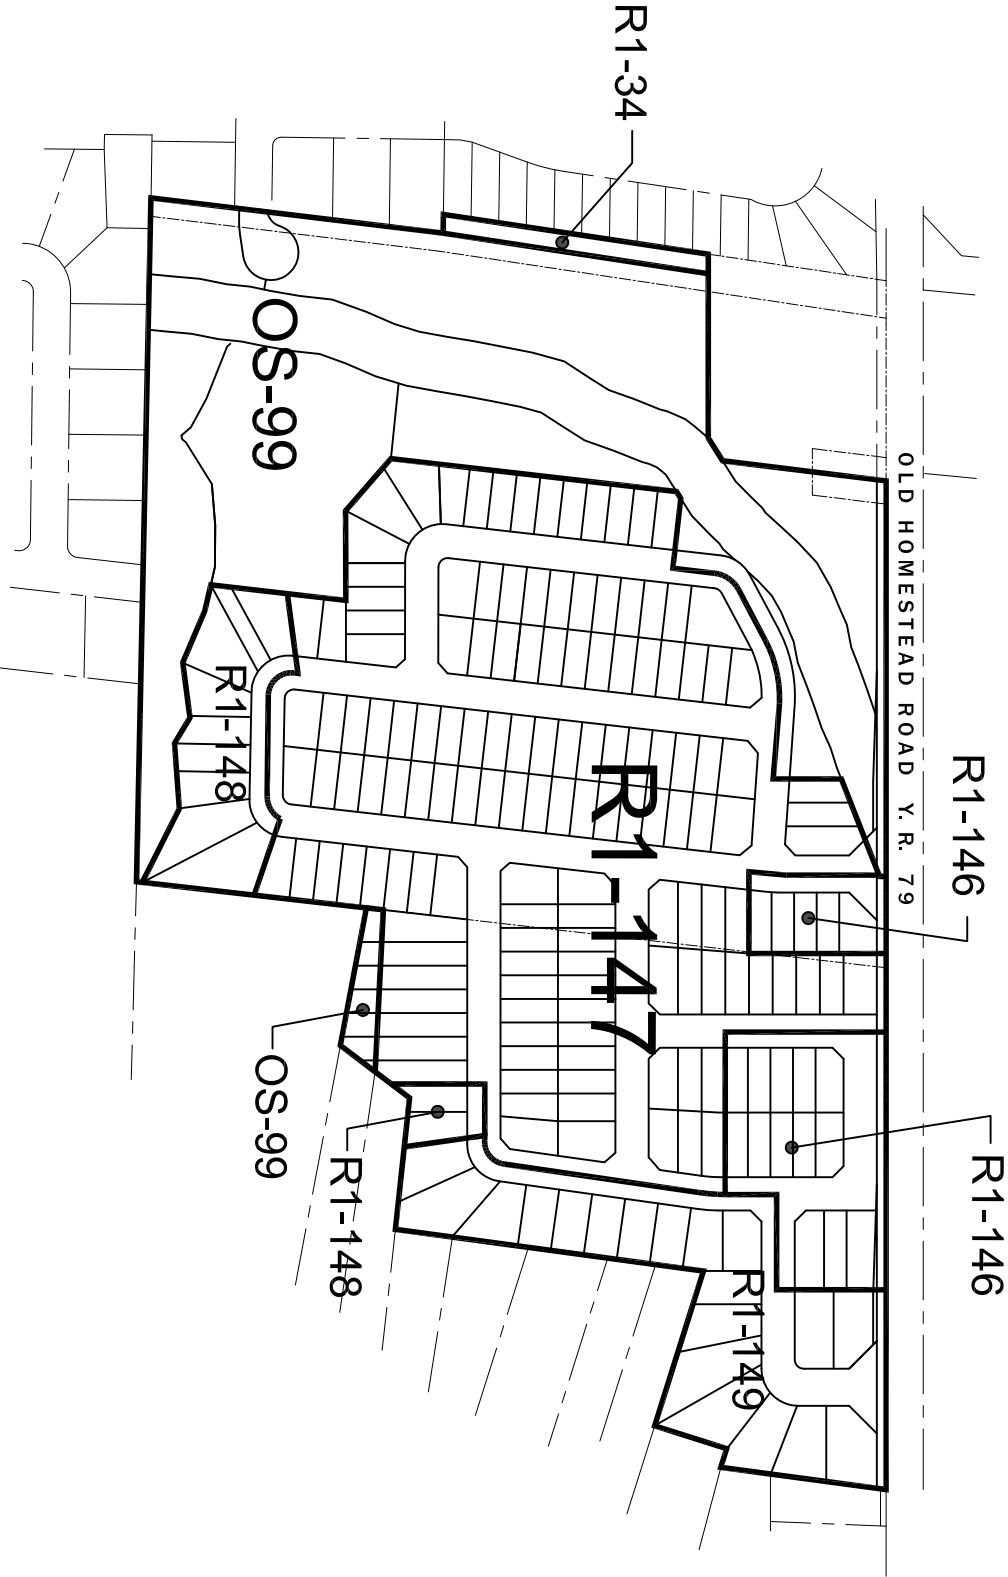 R1-34
OS-99
OLD HOMESTEAD ROAD Y. R. 79
R1-146
R1-148
R1-147
OS-99
R1-148
R1-146
R1-149